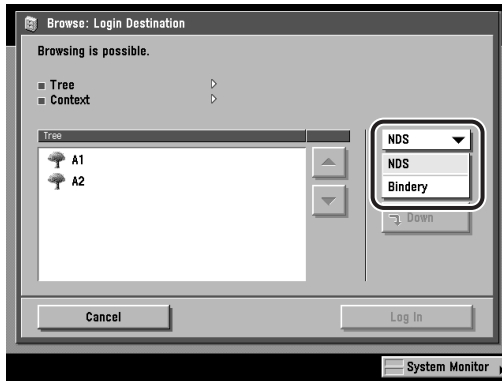 Browse: Login Destination
Browsing is possible.
Tree
Context
Tree
A1
A2
NDS
NDS
Bindery
Down
Cancel
Log In
System Monitor